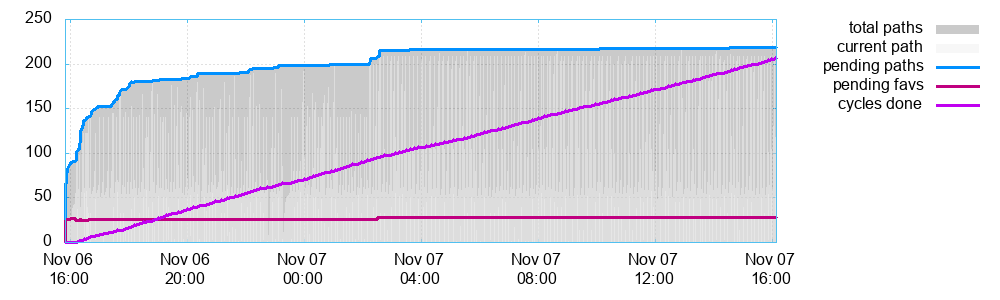 250
200
150
100
50
0
Nov 06 16:00
Nov 06 20:00
Nov 07 00:00
Nov 07 04:00
Nov 07 08:00
Nov 07 12:00
Nov 07 16:00
total paths
current path
pending paths
pending favs
cycles done